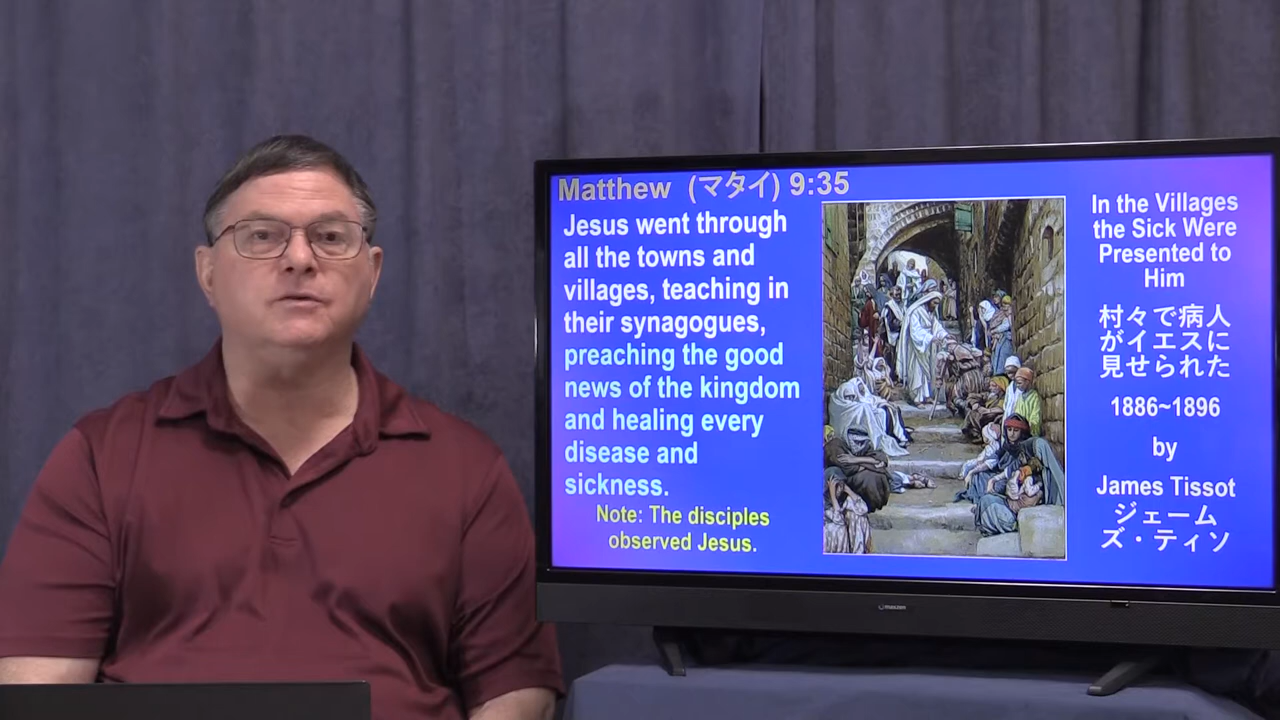 Matthew (マタイ) 9:35
Jesus went through
all the towns and
villages, teaching in
their synagogues,
preaching the good
news of the kingdom
and healing every
disease and
sickness.
Note: The disciples
observed Jesus.
In the Villages
the Sick Were
Presented to
Him
村々で病人
がイエスに
見せられた
1886~1896
by
James Tissot
ジェーム
ズ・ティソ
maxzen